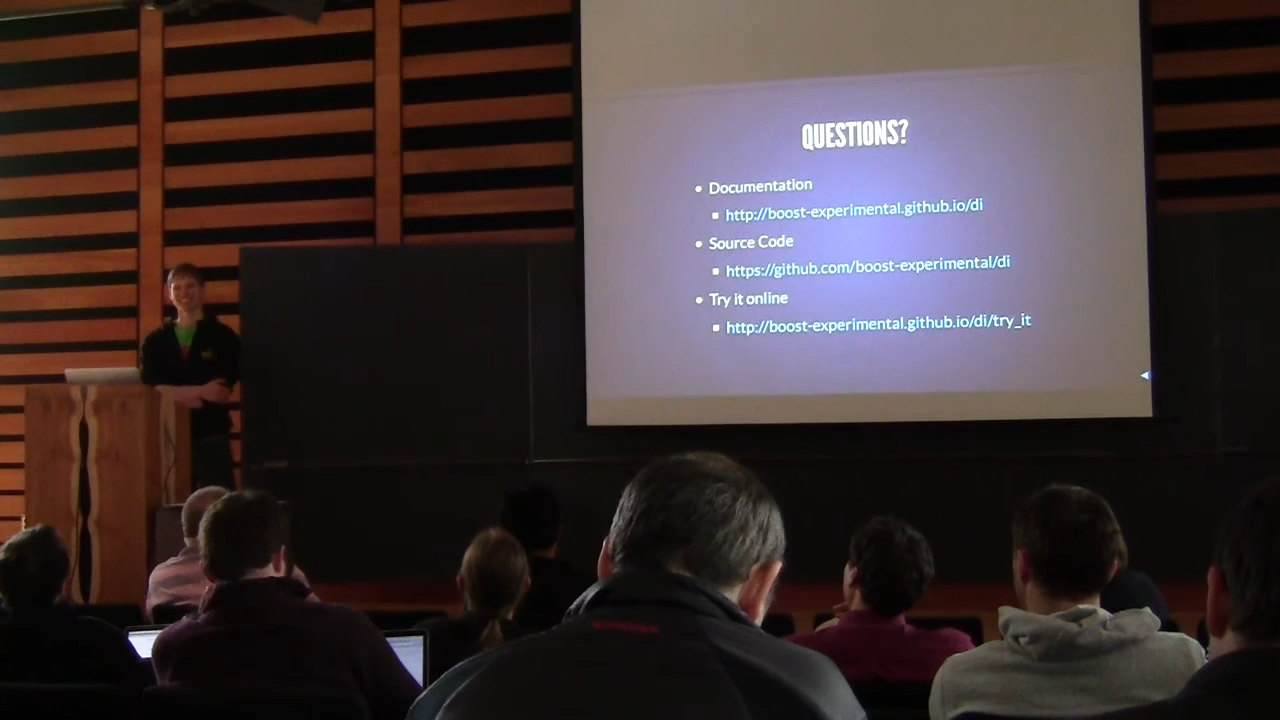 QUESTIONS?
Documentation
http://boost-experimental.github.io/di
Source Code
https://github.com/boost-experimental/di
Try it online
http://boost-experimental.github.io/di/try_it